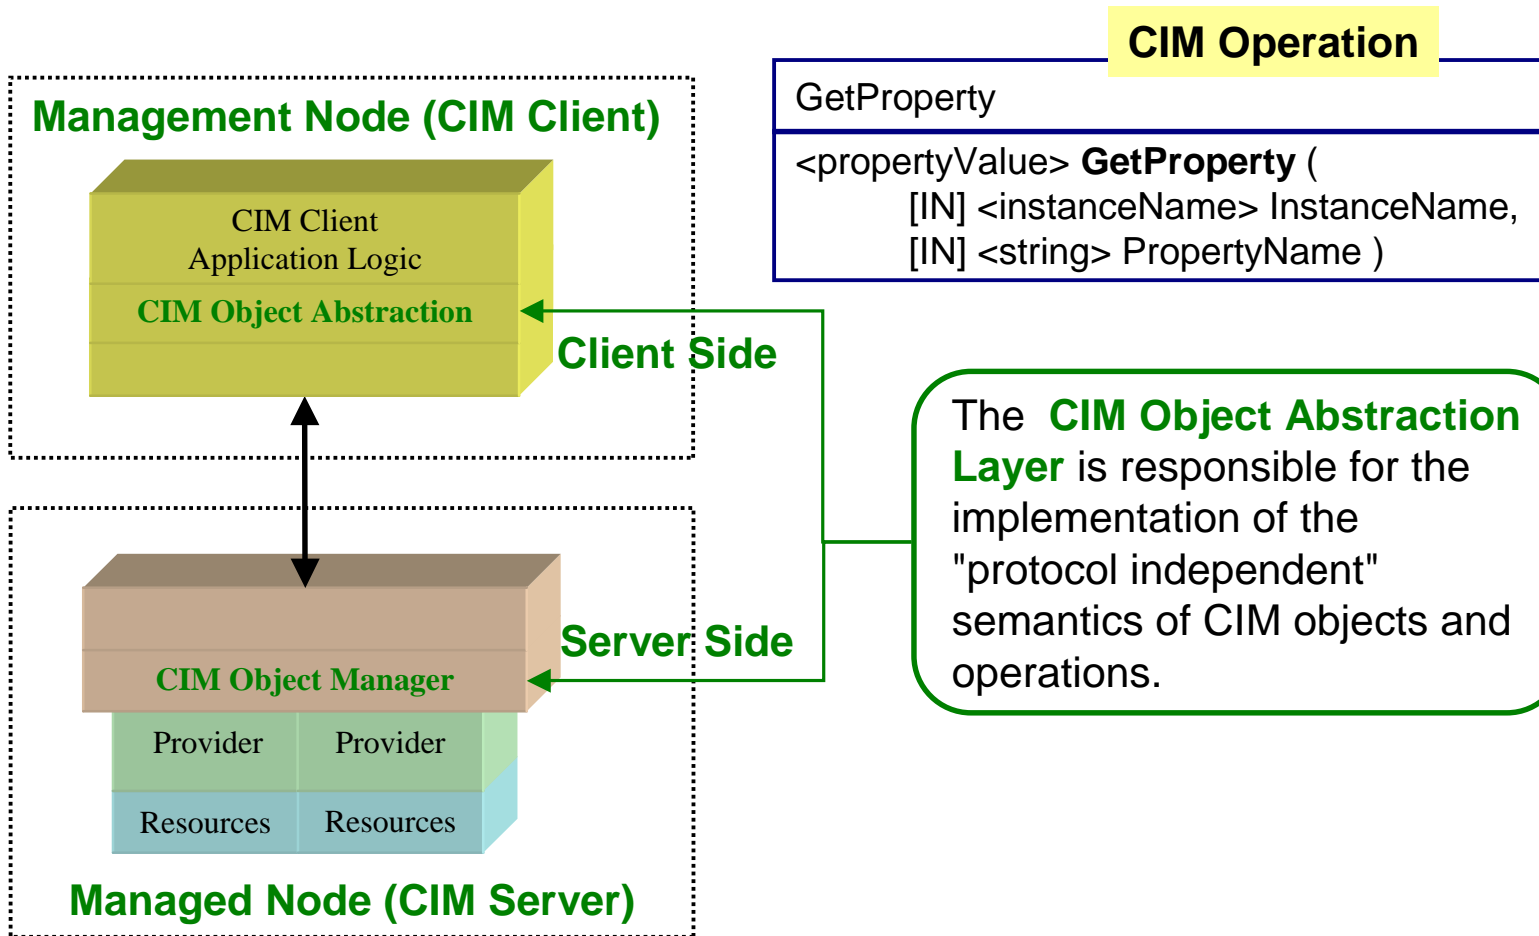 CIM Operation
Management Node (CIM Client)
GetProperty
<propertyValue> GetProperty (
[IN] <instanceName> InstanceName,
[IN] <string> PropertyName )
CIM Client
Application Logic
CIM Object Abstraction
Client Side
The CIM Object Abstraction
Layer is responsible for the
implementation of the
"protocol independent"
semantics of CIM objects and
operations.
Server Side
CIM Object Manager
Provider Provider
Resources Resources
Managed Node (CIM Server)